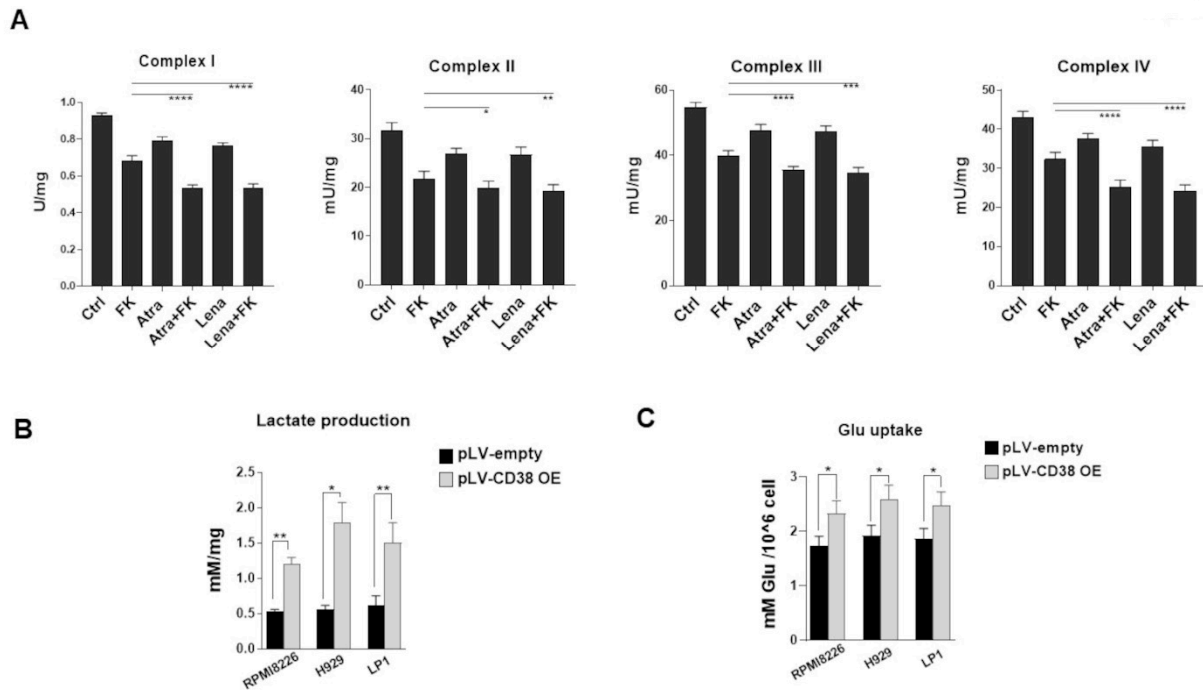 A
Complex I
U/mg
1.0
0.8
0.6
0.4
0.2
0.0
****
****
Ctrl
FK
Atra
Atra+FK
Lena
Lena+FK
Complex II
mU/mg
40
30
20
10
0
**
*
Ctrl
FK
Atra
Atra+FK
Lena
Lena+FK
Complex III
mU/mg
60
40
20
0
***
****
Ctrl
FK
Atra
Atra+FK
Lena
Lena+FK
Complex IV
mU/mg
50
40
30
20
10
0
****
****
Ctrl
FK
Atra
Atra+FK
Lena
Lena+FK
B
Lactate production
pLV-empty
pLV-CD38 OE
mM/mg
2.5
2.0
1.5
1.0
0.5
0.0
**
*
**
RPMI8226
H929
LP1
C
Glu uptake
pLV-empty
pLV-CD38 OE
mM Glu /10^6 cell
3
2
1
0
*
*
*
RPMI8226
H929
LP1